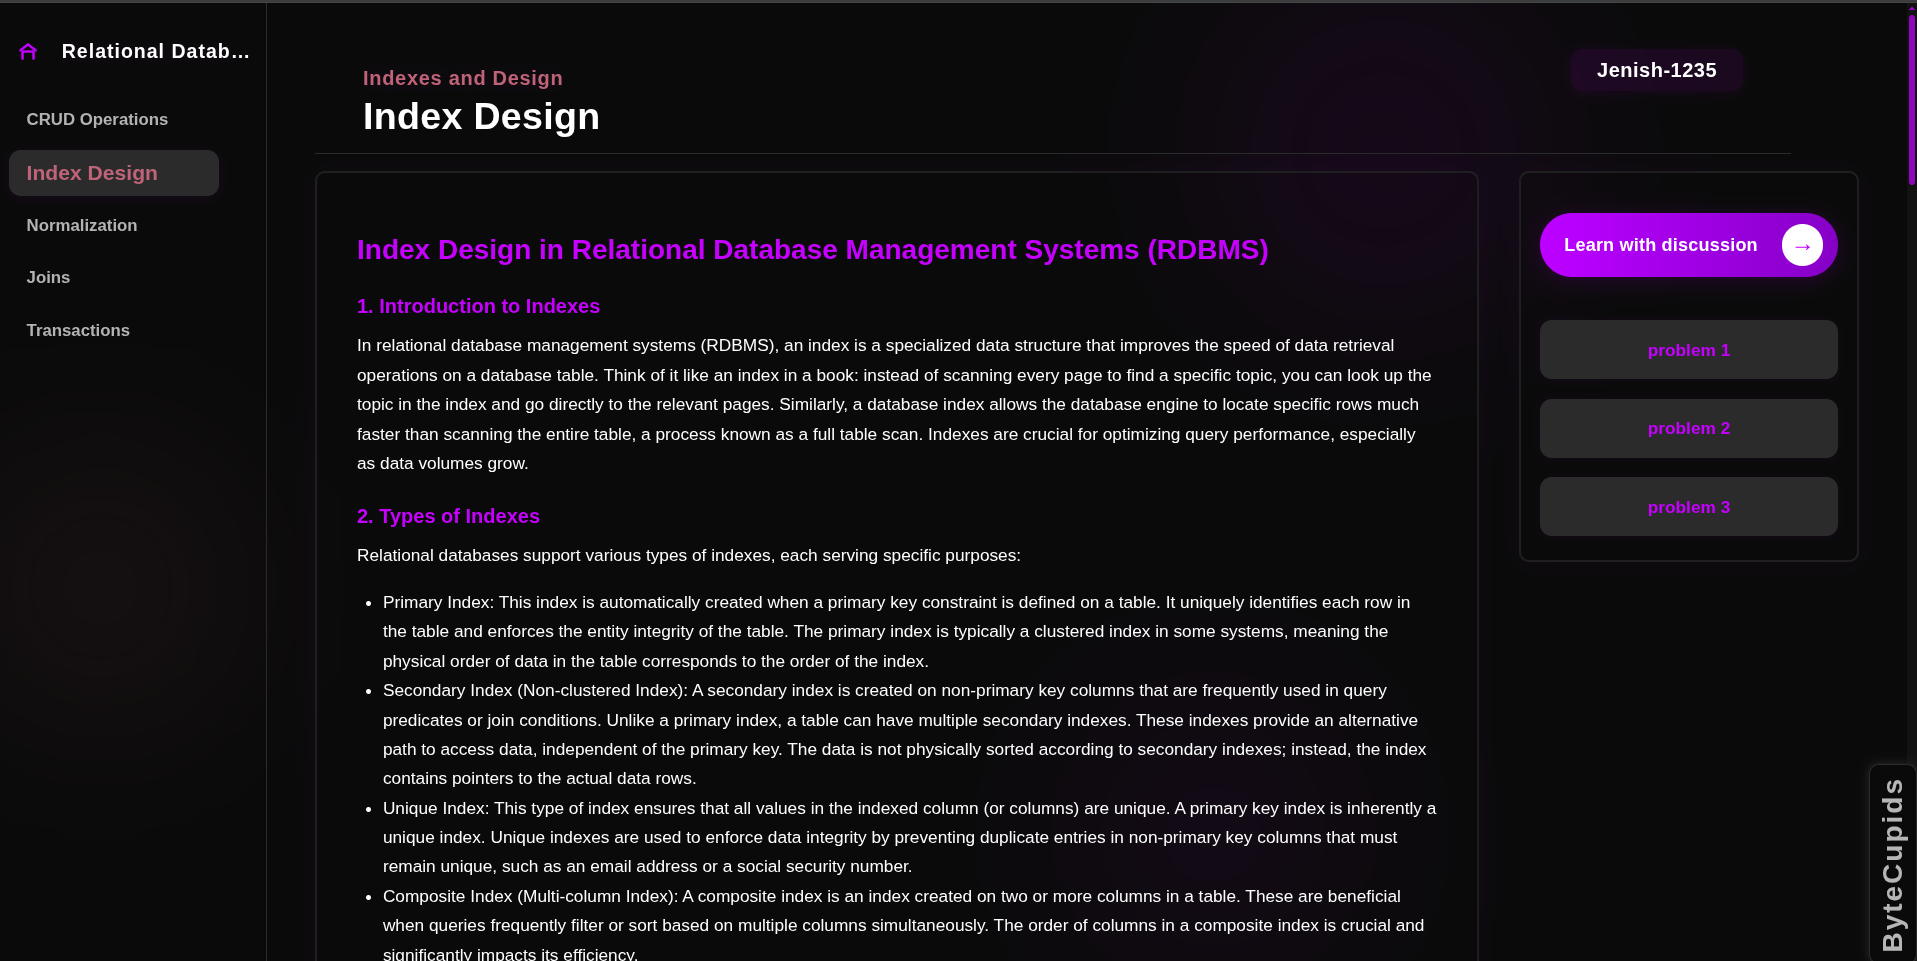 Relational Datab...
CRUD Operations
Index Design
Normalization
Joins
Transactions
Indexes and Design
Index Design
Jenish-1235
Index Design in Relational Database Management Systems (RDBMS)
1. Introduction to Indexes
In relational database management systems (RDBMS), an index is a specialized data structure that improves the speed of data retrieval
operations on a database table. Think of it like an index in a book: instead of scanning every page to find a specific topic, you can look up the
topic in the index and go directly to the relevant pages. Similarly, a database index allows the database engine to locate specific rows much
faster than scanning the entire table, a process known as a full table scan. Indexes are crucial for optimizing query performance, especially
as data volumes grow.
2. Types of Indexes
Relational databases support various types of indexes, each serving specific purposes:
• Primary Index: This index is automatically created when a primary key constraint is defined on a table. It uniquely identifies each row in
the table and enforces the entity integrity of the table. The primary index is typically a clustered index in some systems, meaning the
physical order of data in the table corresponds to the order of the index.
• Secondary Index (Non-clustered Index): A secondary index is created on non-primary key columns that are frequently used in query
predicates or join conditions. Unlike a primary index, a table can have multiple secondary indexes. These indexes provide an alternative
path to access data, independent of the primary key. The data is not physically sorted according to secondary indexes; instead, the index
contains pointers to the actual data rows.
• Unique Index: This type of index ensures that all values in the indexed column (or columns) are unique. A primary key index is inherently a
unique index. Unique indexes are used to enforce data integrity by preventing duplicate entries in non-primary key columns that must
remain unique, such as an email address or a social security number.
• Composite Index (Multi-column Index): A composite index is an index created on two or more columns in a table. These are beneficial
when queries frequently filter or sort based on multiple columns simultaneously. The order of columns in a composite index is crucial and
significantly impacts its efficiency.
Learn with discussion →
problem 1
problem 2
problem 3
ByteCupids